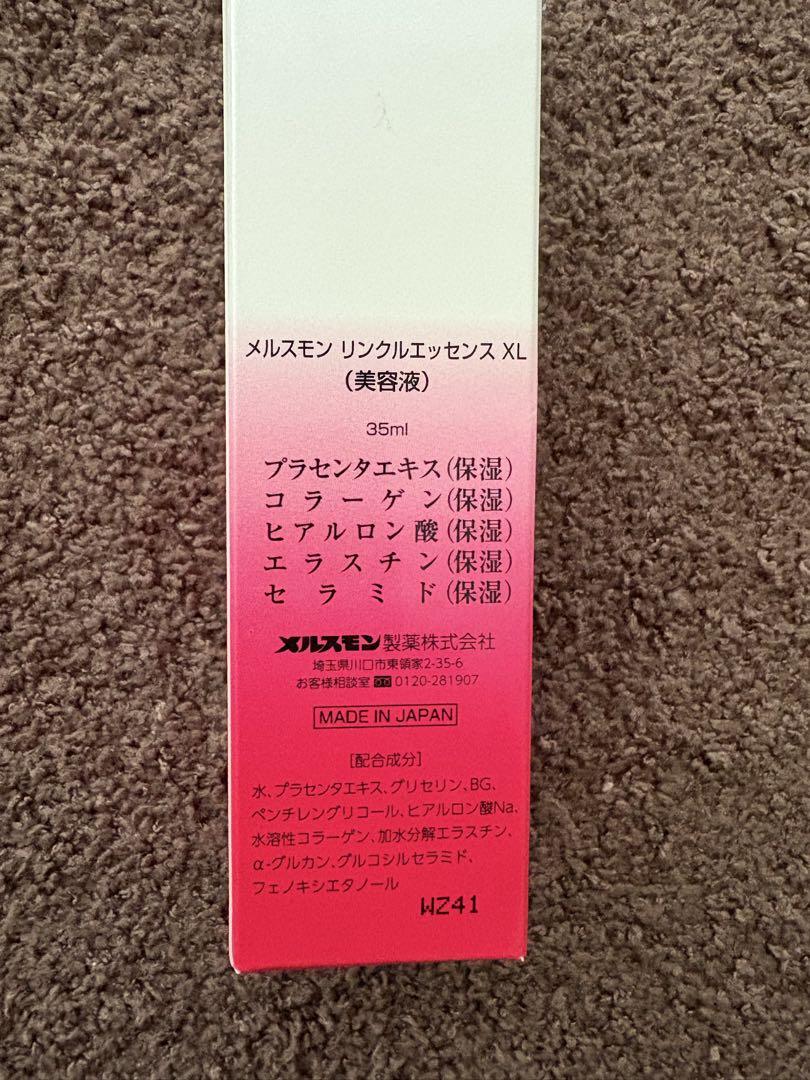 メルスモン リンクルエッセンス XL
(美容液)
35ml
プラセンタエキス(保湿)
コラーゲン(保湿)
ヒアルロン酸(保湿)
エラスチン(保湿)
セラミド(保湿)
メルスモン製薬株式会社
埼玉県川口市東領家2-35-6
お客様相談室 0120-281907
MADE IN JAPAN
[配合成分]
水、プラセンタエキス、グリセリン、BG、
ペンチレングリコール、ヒアルロン酸Na、
水溶性コラーゲン、加水分解エラスチン、
α-グルカン、グルコシルセラミド、
フェノキシエタノール
WZ41